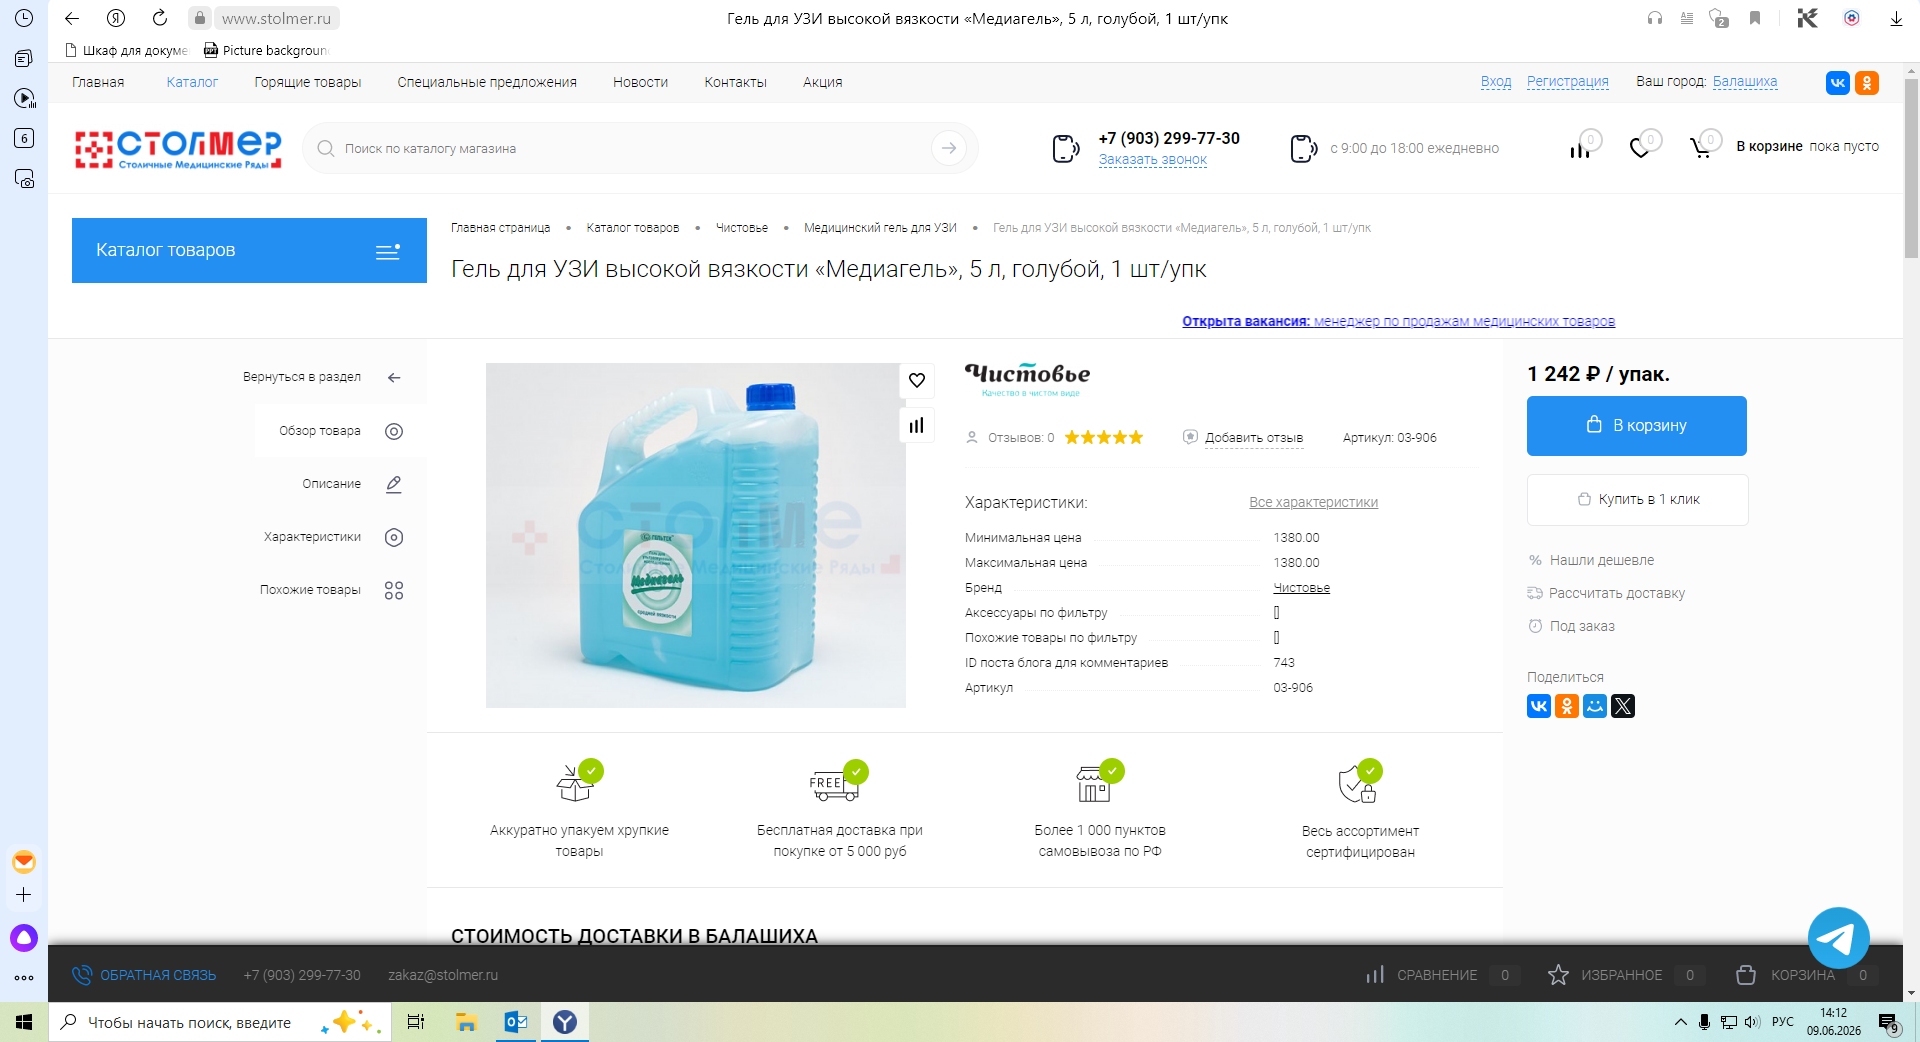 www.stolmer.ru
Гель для УЗИ высокой вязкости «Медиагель», 5 л, голубой, 1 шт/упк
2
6
Шкаф для докуме
Picture background
Главная
Каталог
Горящие товары
Специальные предложения
Новости
Контакты
Акция
Вход
Регистрация
Ваш город: Балашиха
СТОЛМЕР
Столичные Медицинские Ряды
Поиск по каталогу магазина
+7 (903) 299-77-30
Заказать звонок
с 9:00 до 18:00 ежедневно
0
0
0
В корзине пока пусто
Каталог товаров
Главная страница • Каталог товаров • Чистовье • Медицинский гель для УЗИ • Гель для УЗИ высокой вязкости «Медиагель», 5 л, голубой, 1 шт/упк
Гель для УЗИ высокой вязкости «Медиагель», 5 л, голубой, 1 шт/упк
Открыта вакансия: менеджер по продажам медицинских товаров
Вернуться в раздел
Обзор товара
Описание
Характеристики
Похожие товары
Медиагель
средней вязкости
Столичные Медицинские Ряды
Чистовье
Качество в чистом виде
Отзывов: 0
Добавить отзыв
Артикул: 03-906
Характеристики:
Все характеристики
Минимальная цена 1380.00
Максимальная цена 1380.00
Бренд Чистовье
Аксессуары по фильтру []
Похожие товары по фильтру []
ID поста блога для комментариев 743
Артикул 03-906
1 242 ₽ / упак.
В корзину
Купить в 1 клик
Нашли дешевле
Рассчитать доставку
Под заказ
Поделиться
FREE
Аккуратно упакуем хрупкие
товары
Бесплатная доставка при
покупке от 5 000 руб
Более 1 000 пунктов
самовывоза по РФ
Весь ассортимент
сертифицирован
СТОИМОСТЬ ДОСТАВКИ В БАЛАШИХА
ОБРАТНАЯ СВЯЗЬ
+7 (903) 299-77-30
zakaz@stolmer.ru
СРАВНЕНИЕ 0
ИЗБРАННОЕ 0
КОРЗИНА 0
Чтобы начать поиск, введите
РУС
14:12
09.06.2026
9